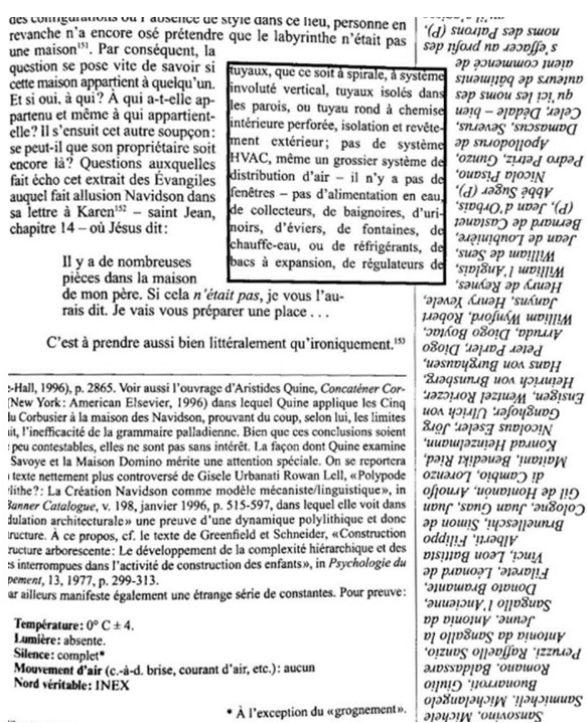 des configurations ou l'absence de style dans ce lieu, personne en
revanche n'a encore osé prétendre que le labyrinthe n'était pas
une maison¹⁵¹. Par conséquent, la
question se pose vite de savoir si
cette maison appartient à quelqu'un.
Et si oui, à qui? À qui a-t-elle ap-
partenu et même à qui appartient-
elle? Il s'ensuit cet autre soupçon:
se peut-il que son propriétaire soit
encore là? Questions auxquelles
fait écho cet extrait des Évangiles
auquel fait allusion Navidson dans
sa lettre à Karen¹⁵² – saint Jean,
chapitre 14 – où Jésus dit:
Il y a de nombreuses
pièces dans la maison
de mon père. Si cela n'était pas, je vous l'au-
rais dit. Je vais vous préparer une place . . .
C'est à prendre aussi bien littéralement qu'ironiquement.¹⁵³
tuyaux, que ce soit à spirale, à système
involuté vertical, tuyaux isolés dans
les parois, ou tuyau rond à chemise
intérieure perforée, isolation et revête-
ment extérieur; pas de système
HVAC, même un grossier système de
distribution d'air – il n'y a pas de
fenêtres – pas d'alimentation en eau,
de collecteurs, de baignoires, d'uri-
noirs, d'éviers, de fontaines, de
chauffe-eau, ou de réfrigérants, de
bacs à expansion, de régulateurs de
-Hall, 1996), p. 2865. Voir aussi l'ouvrage d'Aristides Quine, Concaténer Cor-
New York: American Elsevier, 1996) dans lequel Quine applique les Cinq
u Corbusier à la maison des Navidson, prouvant du coup, selon lui, les limites
it, l'inefficacité de la grammaire palladienne. Bien que ces conclusions soient
peu contestables, elles ne sont pas sans intérêt. La façon dont Quine examine
Savoye et la Maison Domino mérite une attention spéciale. On se reportera
texte nettement plus controversé de Gisele Urbanati Rowan Lell, «Polypode
lithe?: La Création Navidson comme modèle mécaniste/linguistique», in
Banner Catalogue, v. 198, janvier 1996, p. 515-597, dans lequel elle voit dans
dulation architecturale» une preuve d'une dynamique polylithique et donc
ructure. À ce propos, cf. le texte de Greenfield et Schneider, «Construction
ructure arborescente: Le développement de la complexité hiérarchique et des
s interrompus dans l'activité de construction des enfants», in Psychologie du
pement, 13, 1977, p. 299-313.
ar ailleurs manifeste également une étrange série de constantes. Pour preuve:
Température: 0° C ± 4.
Lumière: absente.
Silence: complet*
Mouvement d'air (c.-à-d. brise, courant d'air, etc.): aucun
Nord véritable: INEX
* À l'exception du «grognement».
Sansovino, Michele
Sanmicheli, Michelangelo
Buonarroti, Giulio
Romano, Baldassare
Peruzzi, Raffaello Sanzio,
Antonio da Sangallo la
Jeune, Antonia da
Sangallo l'Ancienne,
Donato Bramante,
Filarete, Léonard de
Vinci, Leon Battista
Alberti, Filippo
Brunelleschi, Simon de
Cologne, Juan Guas, Juan
Gil de Hontañón, Arnolfo
di Cambio, Lorenzo
Maitani, Benedikt Ried,
Konrad Heinzelmann,
Nicolaus Eseler, Jörg
Ganghofer, Ulrich von
Ensigen, Wentzel Roriczer,
Heinrich von Brunsberg,
Hans von Burghausen,
Peter Parler, Diogo
Arruda, Diogo Boytac,
William Wynford, Robert
Janyns, Henry Yevele,
Henry de Reynes,
William l'Anglais,
William de Sens,
Jean de Loubinière,
Bernard de Castanet
(P), Jean d'Orbais,
Abbé Suger (P),
Nicola Pisano,
Pedro Petriz, Gunzo,
Apollodorus de
Damascus, Severus,
Celer, Dédale – bien
qu'ici les noms des
auteurs de bâtiments
aient commencé de
s'effacer au profit des
noms des Patrons (P),